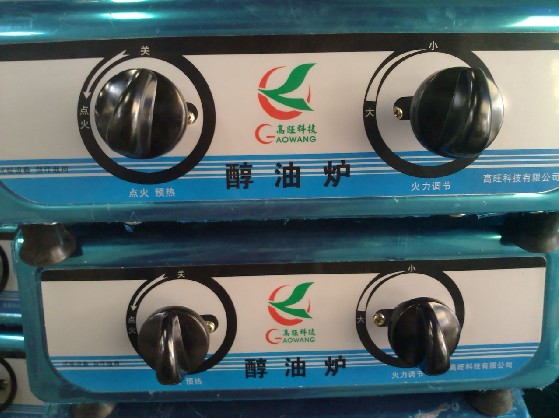 关
小
点火
大
高旺科技
GAOWANG
醇油炉
点火 预热
火力调节
高旺科技有限公司
关
小
点火
大
高旺科技
GAOWANG
醇油炉
预热
火力调节
高旺科技有限公司